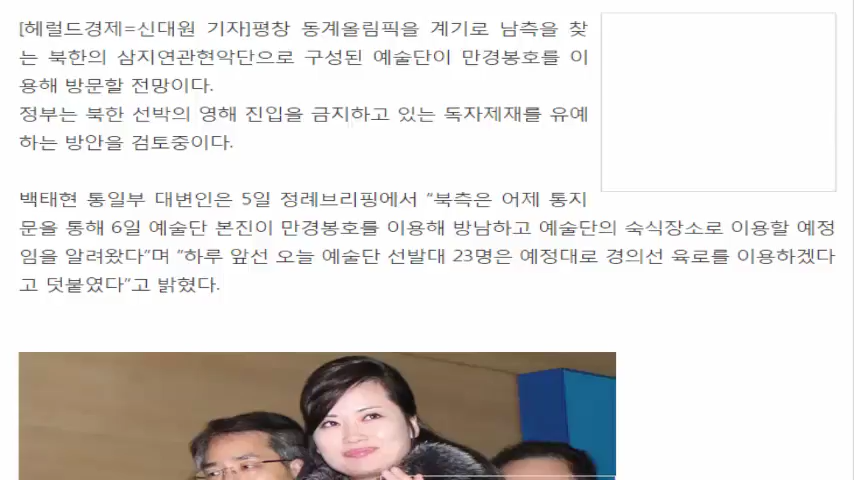 [헤럴드경제=신대원 기자]평창 동계올림픽을 계기로 남측을 찾
는 북한의 삼지연관현악단으로 구성된 예술단이 만경봉호를 이
용해 방문할 전망이다.
정부는 북한 선박의 영해 진입을 금지하고 있는 독자제재를 유예
하는 방안을 검토중이다.
백태현 통일부 대변인은 5일 정례브리핑에서 “북측은 어제 통지
문을 통해 6일 예술단 본진이 만경봉호를 이용해 방남하고 예술단의 숙식장소로 이용할 예정
임을 알려왔다”며 “하루 앞선 오늘 예술단 선발대 23명은 예정대로 경의선 육로를 이용하겠다
고 덧붙였다”고 밝혔다.